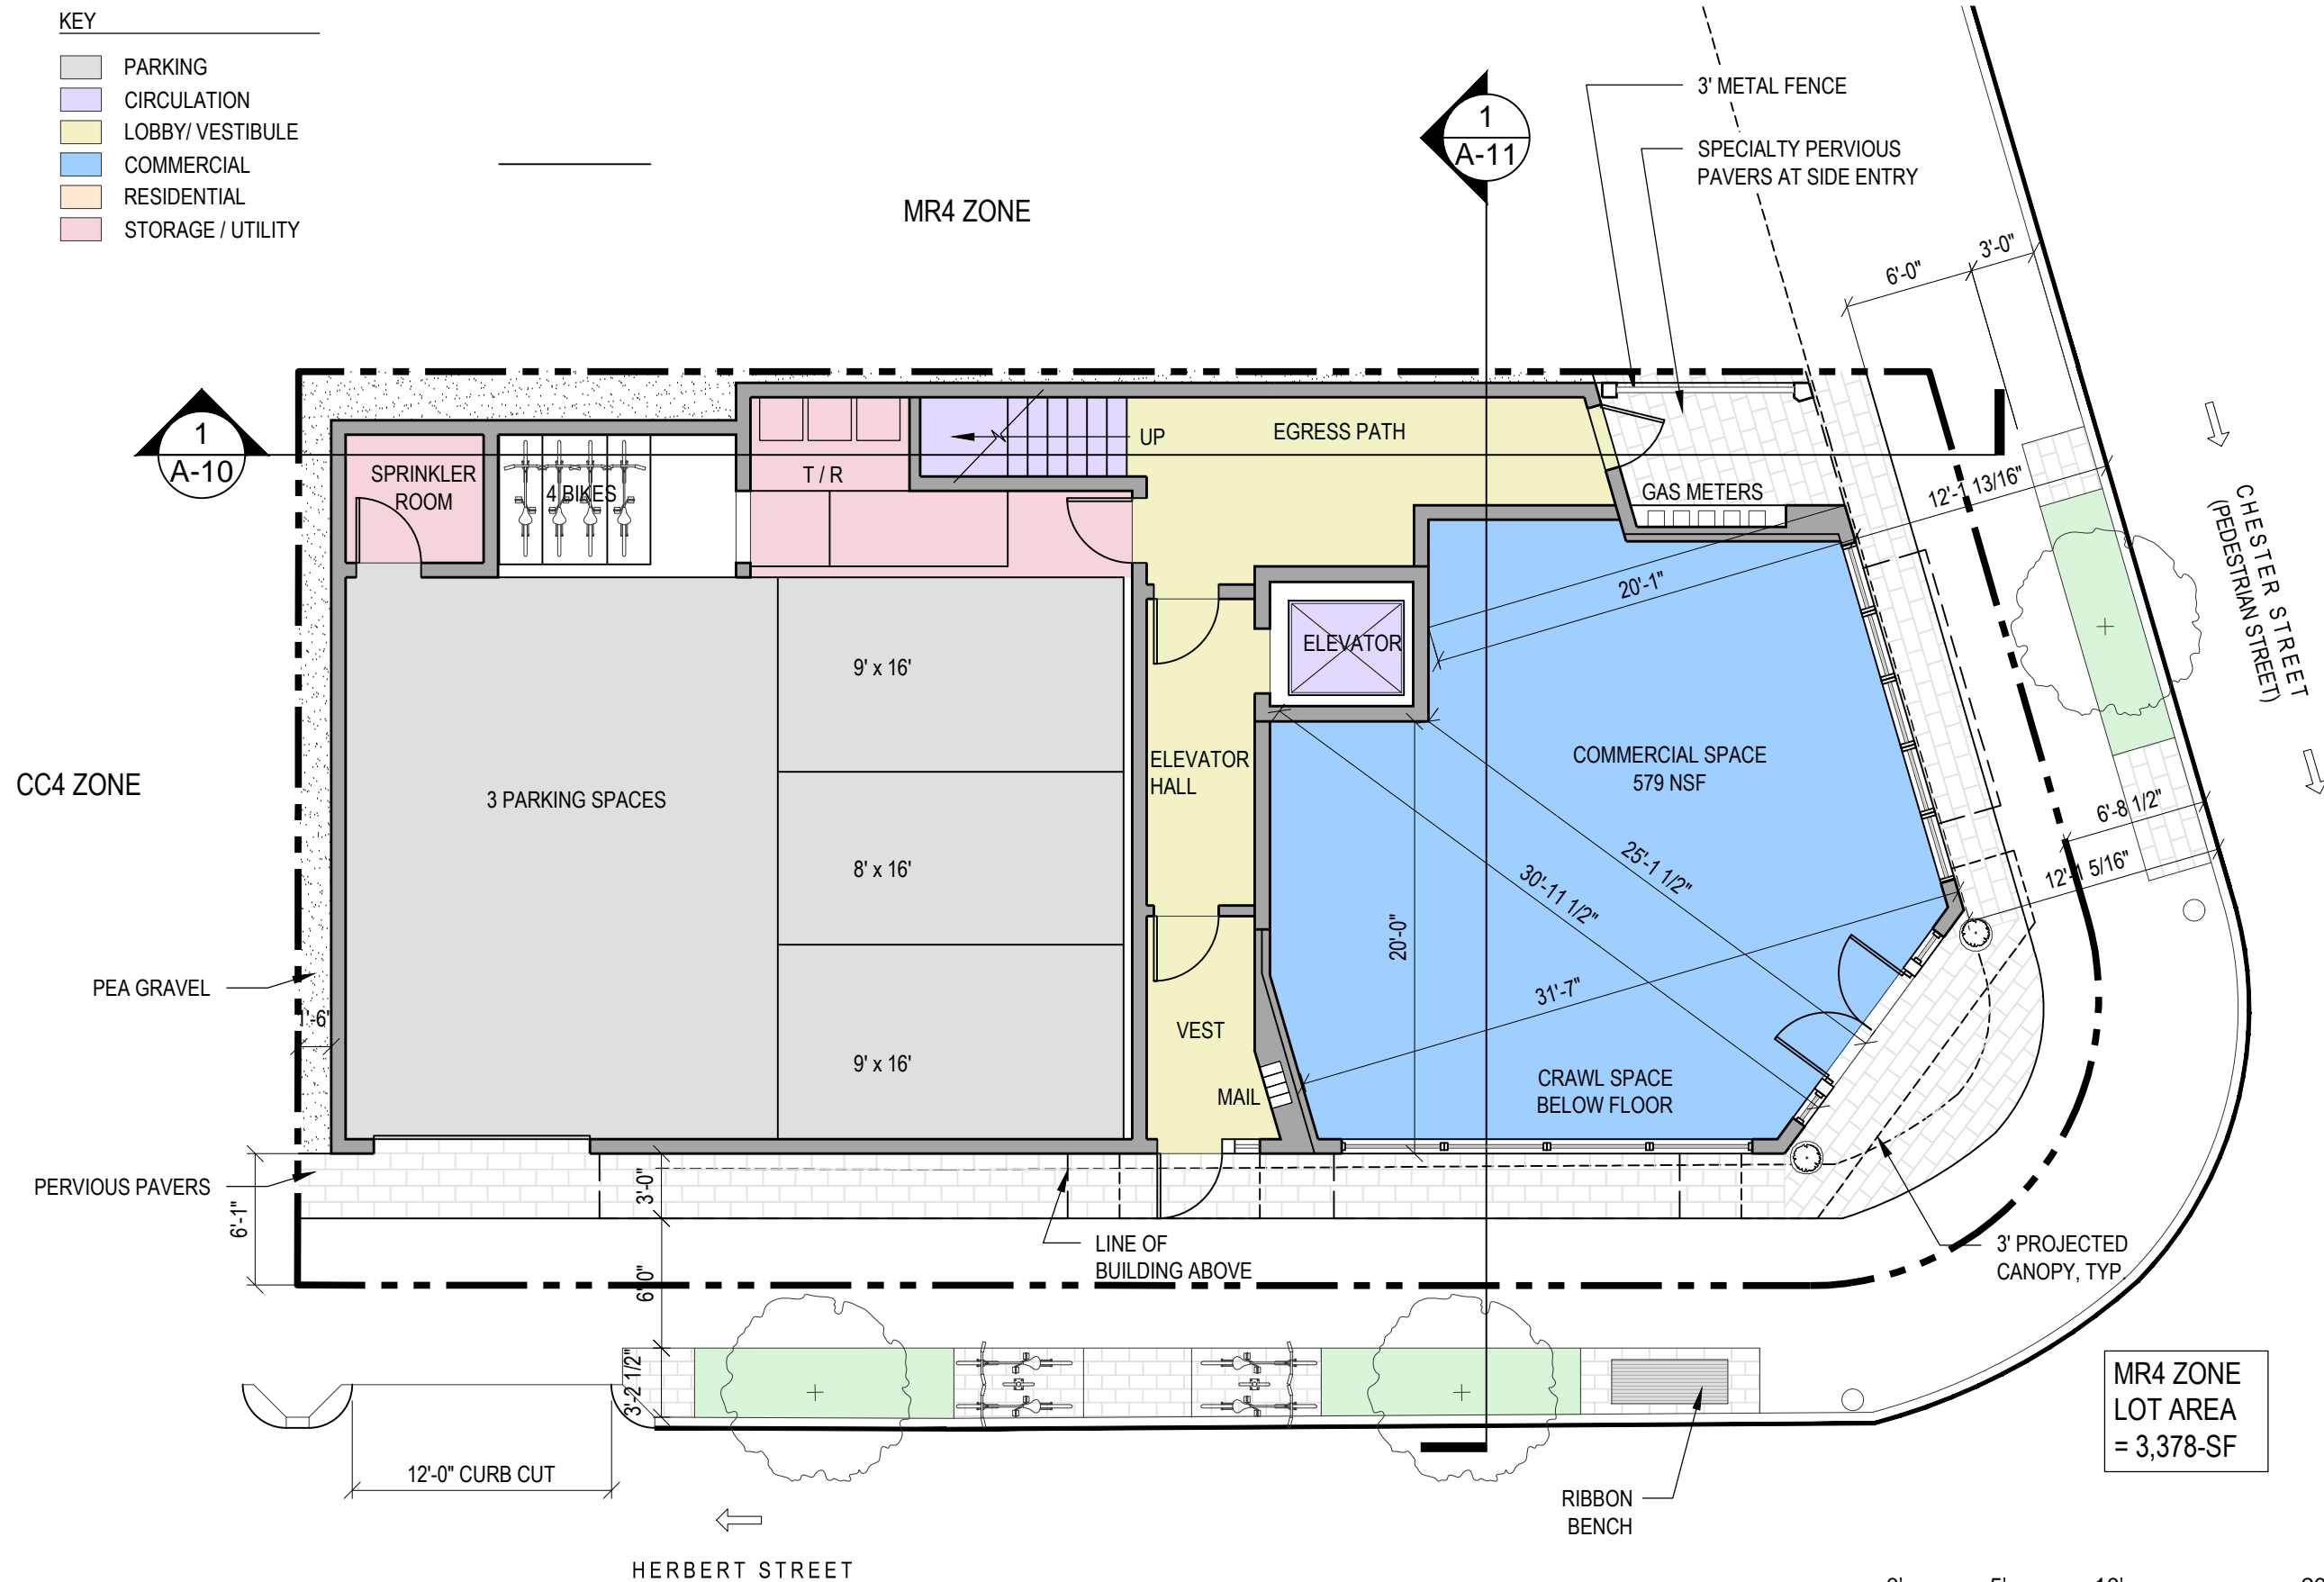 KEY
PARKING
CIRCULATION
LOBBY/ VESTIBULE
COMMERCIAL
RESIDENTIAL
STORAGE / UTILITY
MR4 ZONE
1
A-11
3' METAL FENCE
SPECIALTY PERVIOUS
PAVERS AT SIDE ENTRY
6'-0"
3'-0"
1
A-10
SPRINKLER
ROOM
4 BIKES
T / R
UP
EGRESS PATH
GAS METERS
12'-1 13/16"
CHESTER STREET
(PEDESTRIAN STREET)
20'-1"
ELEVATOR
9' x 16'
CC4 ZONE
3 PARKING SPACES
ELEVATOR
HALL
COMMERCIAL SPACE
579 NSF
8' x 16'
6'-8 1/2"
12'-1 5/16"
25'-1 1/2"
30'-11 1/2"
20'-0"
31'-7"
PEA GRAVEL
1'-6"
VEST
9' x 16'
MAIL
CRAWL SPACE
BELOW FLOOR
PERVIOUS PAVERS
6'-1"
3'-0"
LINE OF
BUILDING ABOVE
3' PROJECTED
CANOPY, TYP.
6'-0"
3'-2 1/2"
MR4 ZONE
LOT AREA
= 3,378-SF
12'-0" CURB CUT
RIBBON
BENCH
HERBERT STREET